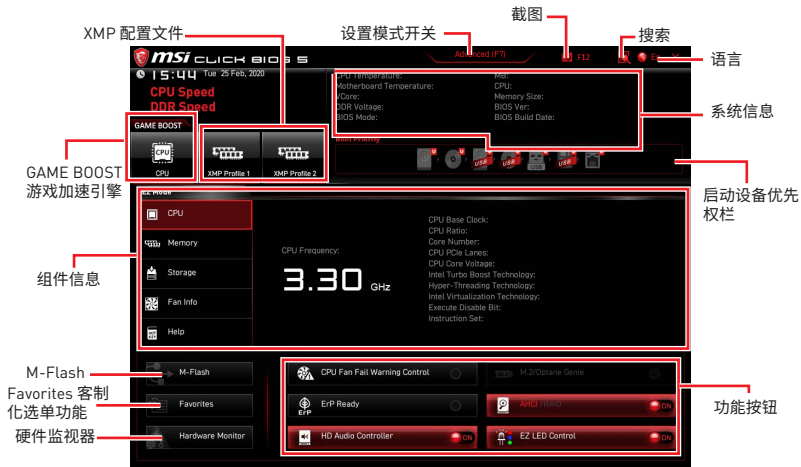 截图
XMP 配置文件
设置模式开关
搜索
msi CLICK BIOS 5
Advanced (F7)
F12
En
语言
15:44 Tue 25 Feb, 2020
CPU Speed
DDR Speed
CPU Temperature:
Motherboard Temperature:
VCore:
DDR Voltage:
BIOS Mode:
MB:
CPU:
Memory Size:
BIOS Ver:
BIOS Build Date:
系统信息
GAME BOOST
CPU
CPU
XMP Profile 1
XMP Profile 2
Boot Priority
USB
USB
USB
USB
GAME BOOST
游戏加速引擎
启动设备优先
权栏
EZ Mode
CPU
Memory
Storage
Fan Info
Help
组件信息
CPU Frequency:
3.30 GHz
CPU Base Clock:
CPU Ratio:
Core Number:
CPU PCIe Lanes:
CPU Core Voltage:
Intel Turbo Boost Technology:
Hyper-Threading Technology:
Intel Virtualization Technology:
Execute Disable Bit:
Instruction Set:
M-Flash
Favorites 客制
化选单功能
硬件监视器
M-Flash
Favorites
Hardware Monitor
CPU Fan Fail Warning Control
M.2/Optane Genie
ErP
ErP Ready
AHCI /RAID
ON
HD Audio Controller
ON
EZ LED Control
ON
功能按钮